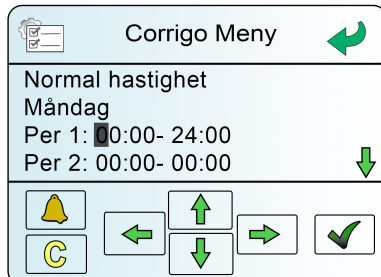 Corrigo Meny
Normal hastighet
Måndag
Per 1: 00:00- 24:00
Per 2: 00:00- 00:00
C